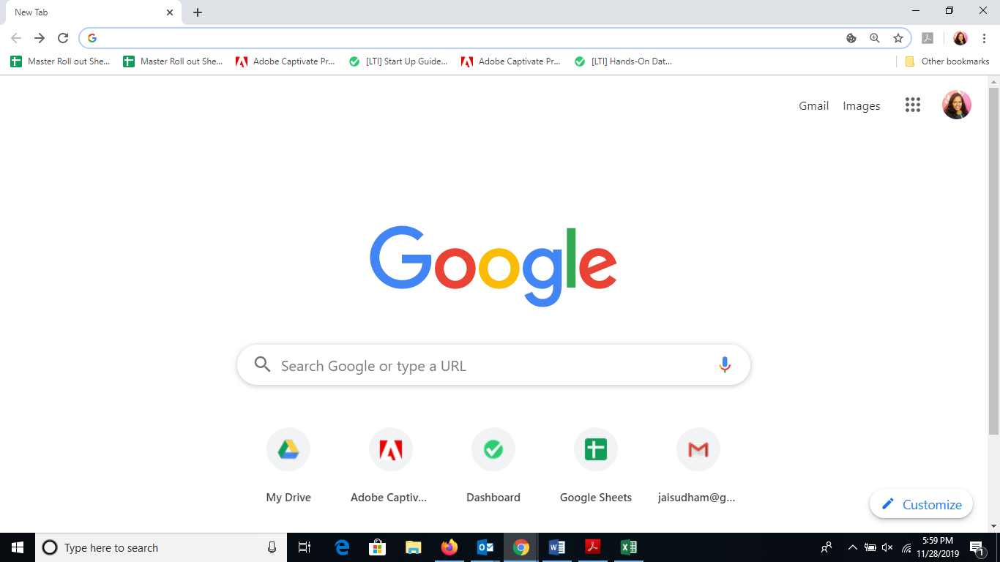 New Tab
Master Roll out She...
Master Roll out She...
Adobe Captivate Pr...
[LTI] Start Up Guide...
Adobe Captivate Pr...
[LTI] Hands-On Dat...
Other bookmarks
Gmail
Images
Google
Search Google or type a URL
My Drive
Adobe Captiv...
Dashboard
Google Sheets
jaisudham@g...
Customize
Type here to search
5:59 PM
11/28/2019
1